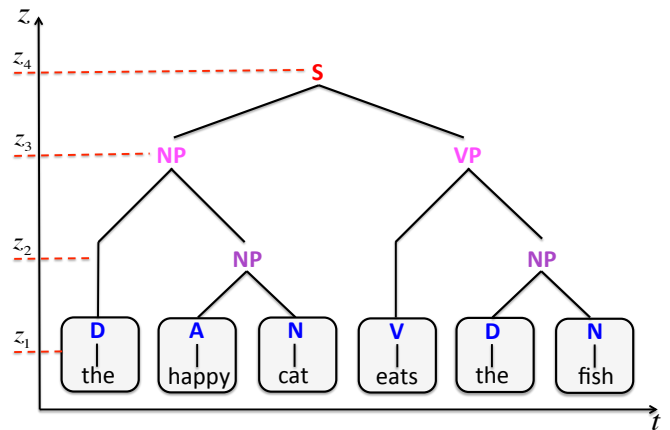 z
z4
S
z3
NP VP
z2
NP NP
D A N V D N
z1
the happy cat eats the fish
t